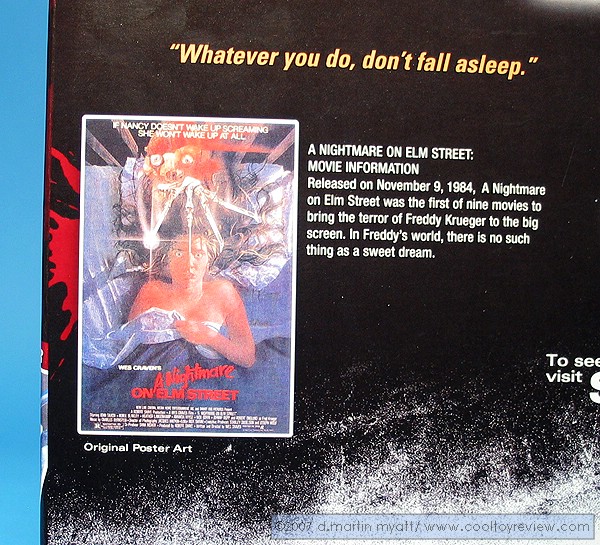 “Whatever you do, don’t fall asleep.”
IF NANCY DOESN'T WAKE UP SCREAMING
SHE WON'T WAKE UP AT ALL.
A NIGHTMARE ON ELM STREET:
MOVIE INFORMATION
Released on November 9, 1984, A Nightmare
on Elm Street was the first of nine movies to
bring the terror of Freddy Krueger to the big
screen. In Freddy’s world, there is no such
thing as a sweet dream.
WES CRAVEN'S
A Nightmare
ON ELM STREET
Original Poster Art
To see
visit
©2007 d.martin myatt/ www.cooltoyreview.com